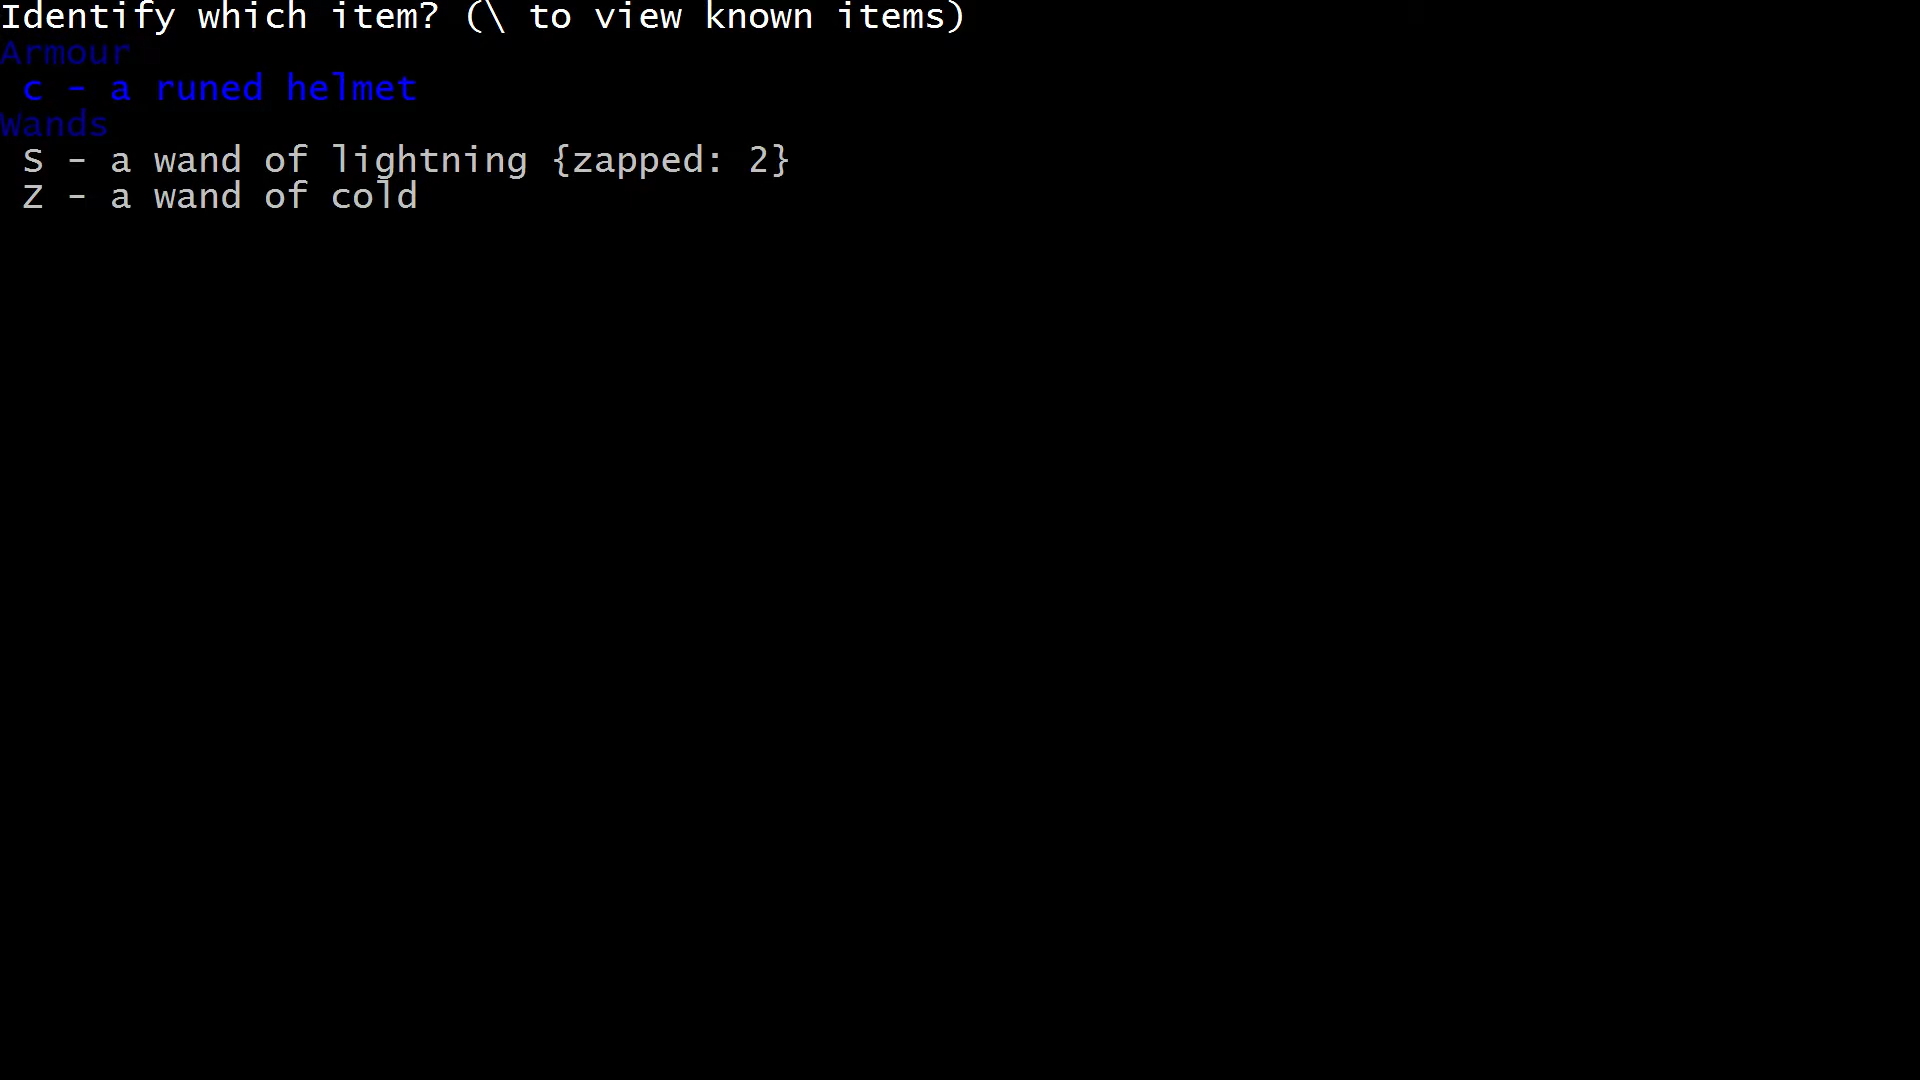 Identify which item? (\ to view known items)
Armour
c - a runed helmet
Wands
S - a wand of lightning {zapped: 2}
Z - a wand of cold